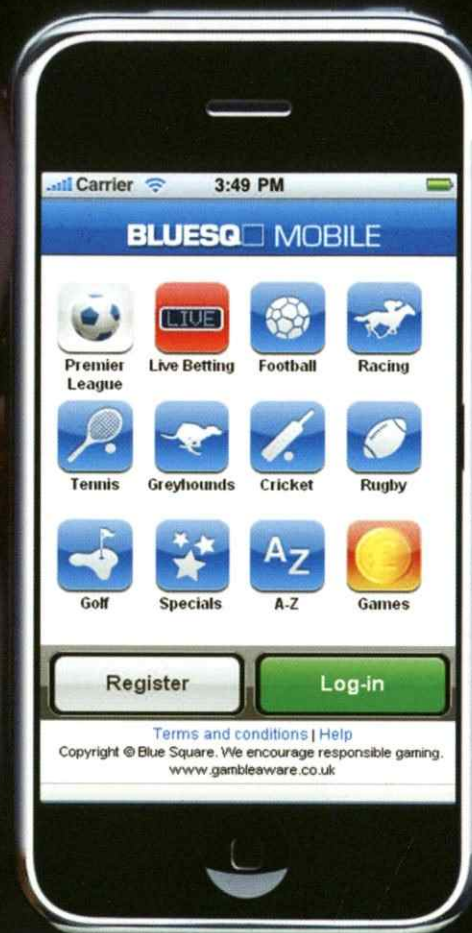 Carrier 3:49 PM
BLUESQ MOBILE
LIVE
Premier Live Betting Football Racing
League
Tennis Greyhounds Cricket Rugby
AZ
Golf Specials A-Z Games
Register Log-in
Terms and conditions | Help
Copyright © Blue Square. We encourage responsible gaming.
www.gambleaware.co.uk